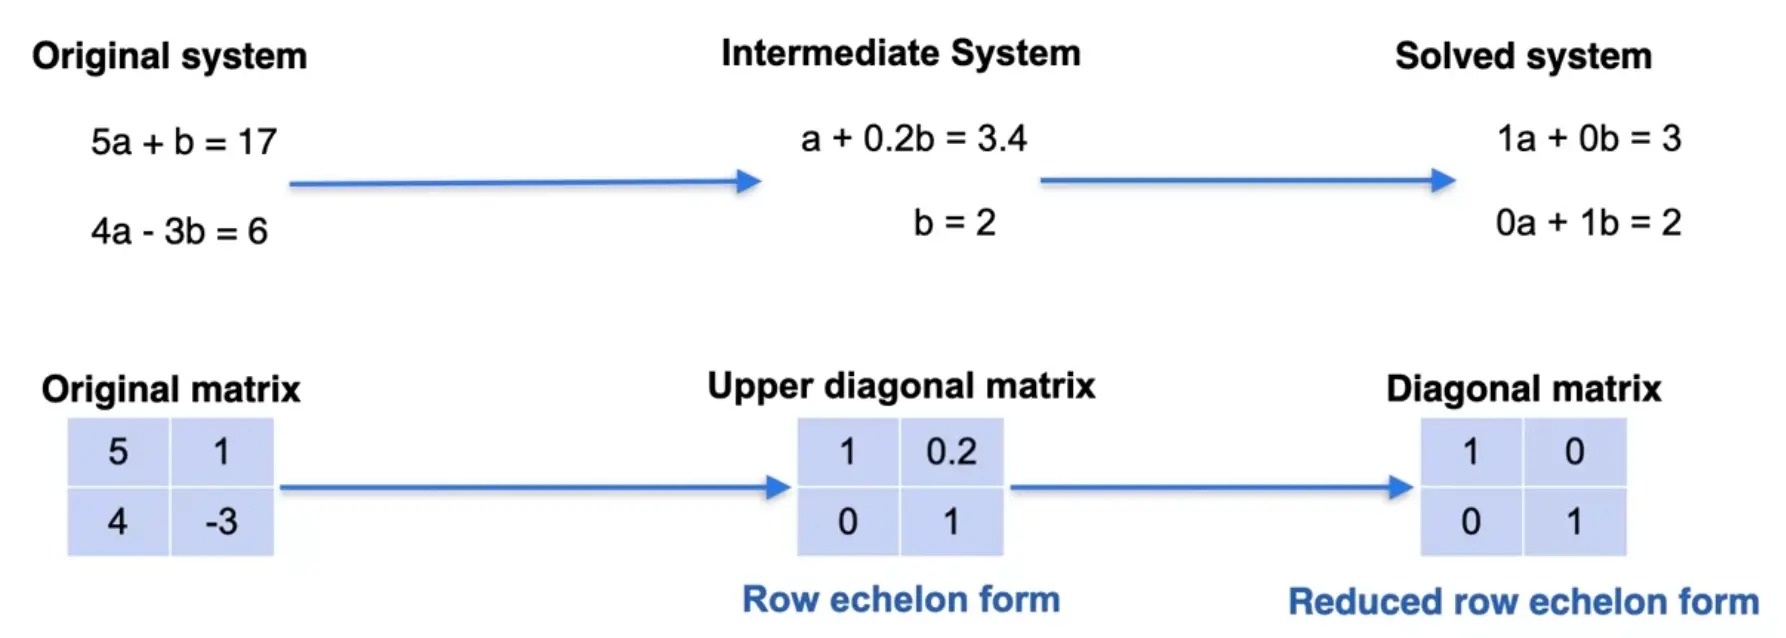 Original system
Intermediate System
Solved system
5a + b = 17
a + 0.2b = 3.4
1a + 0b = 3
4a - 3b = 6
b = 2
0a + 1b = 2
Original matrix
Upper diagonal matrix
Diagonal matrix
5 1
1 0.2
1 0
4 -3
0 1
0 1
Row echelon form
Reduced row echelon form